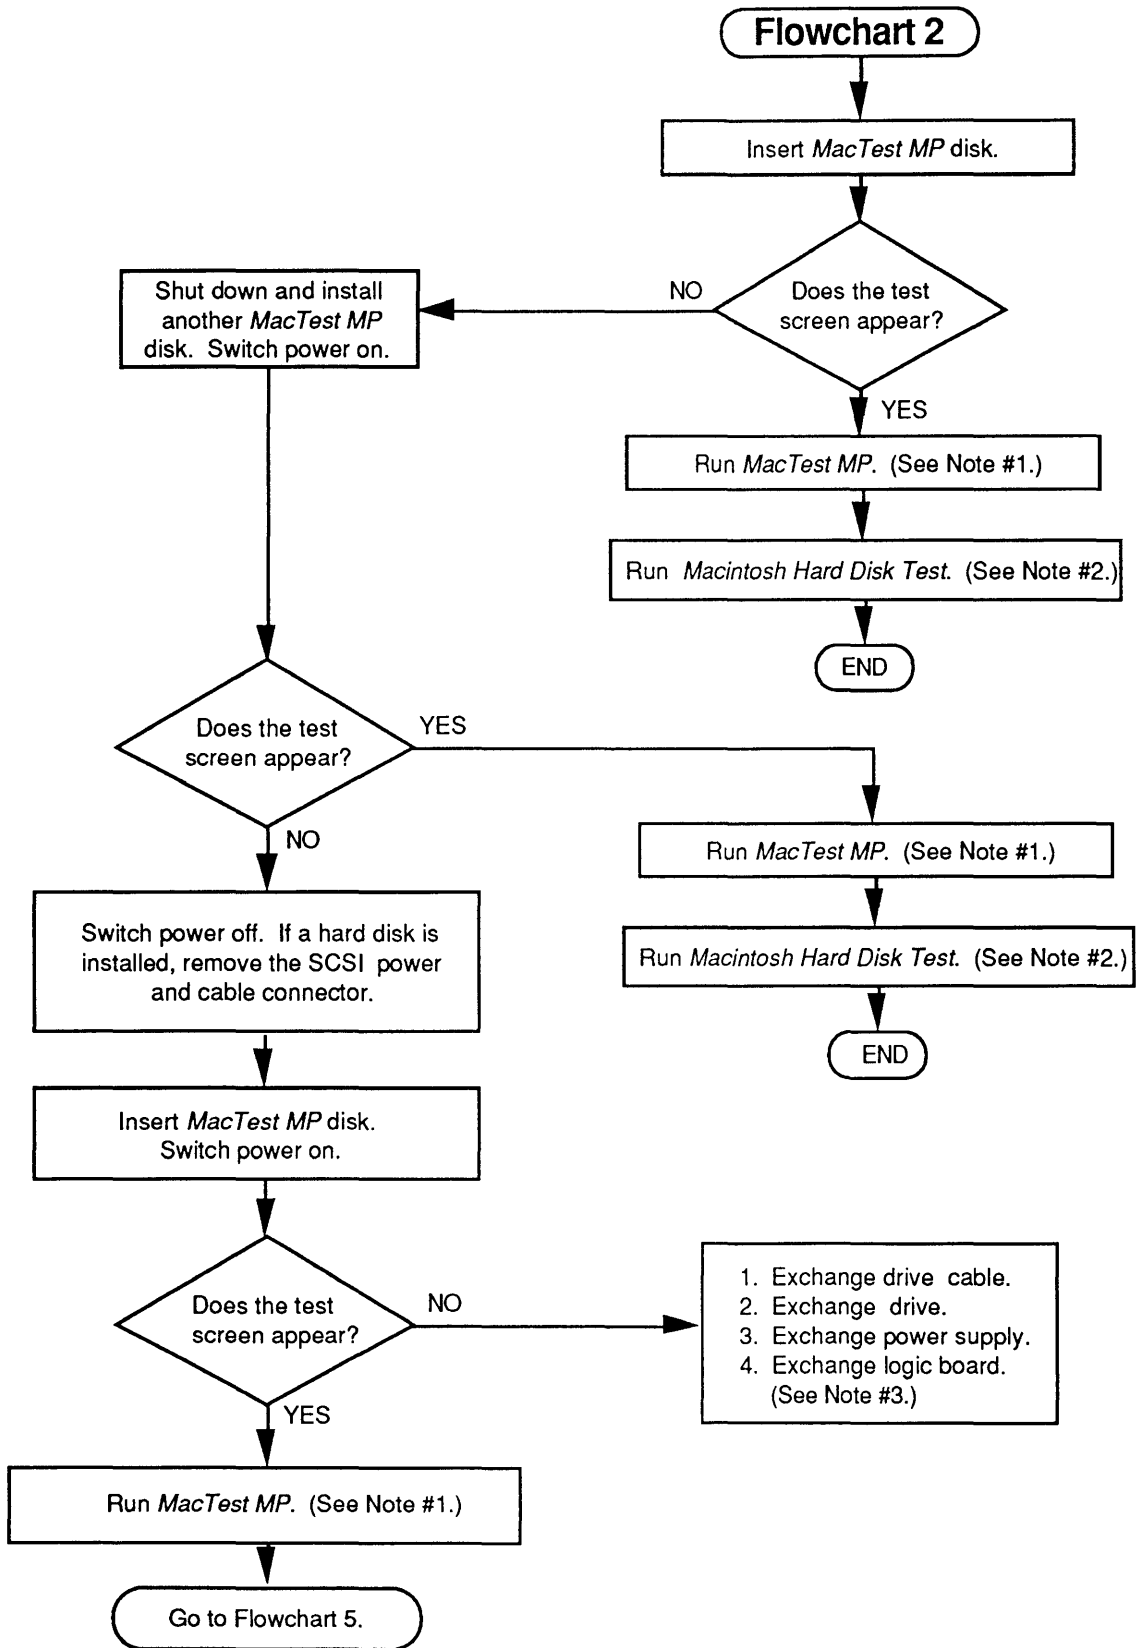 Flowchart 2
Insert MacTest MP disk.
Does the test
screen appear?
NO
YES
Shut down and install
another MacTest MP
disk. Switch power on.
Run MacTest MP. (See Note #1.)
Run Macintosh Hard Disk Test. (See Note #2.)
END
Does the test
screen appear?
YES
NO
Run MacTest MP. (See Note #1.)
Run Macintosh Hard Disk Test. (See Note #2.)
END
Switch power off. If a hard disk is
installed, remove the SCSI power
and cable connector.
Insert MacTest MP disk.
Switch power on.
Does the test
screen appear?
NO
1. Exchange drive cable.
2. Exchange drive.
3. Exchange power supply.
4. Exchange logic board.
(See Note #3.)
YES
Run MacTest MP. (See Note #1.)
Go to Flowchart 5.